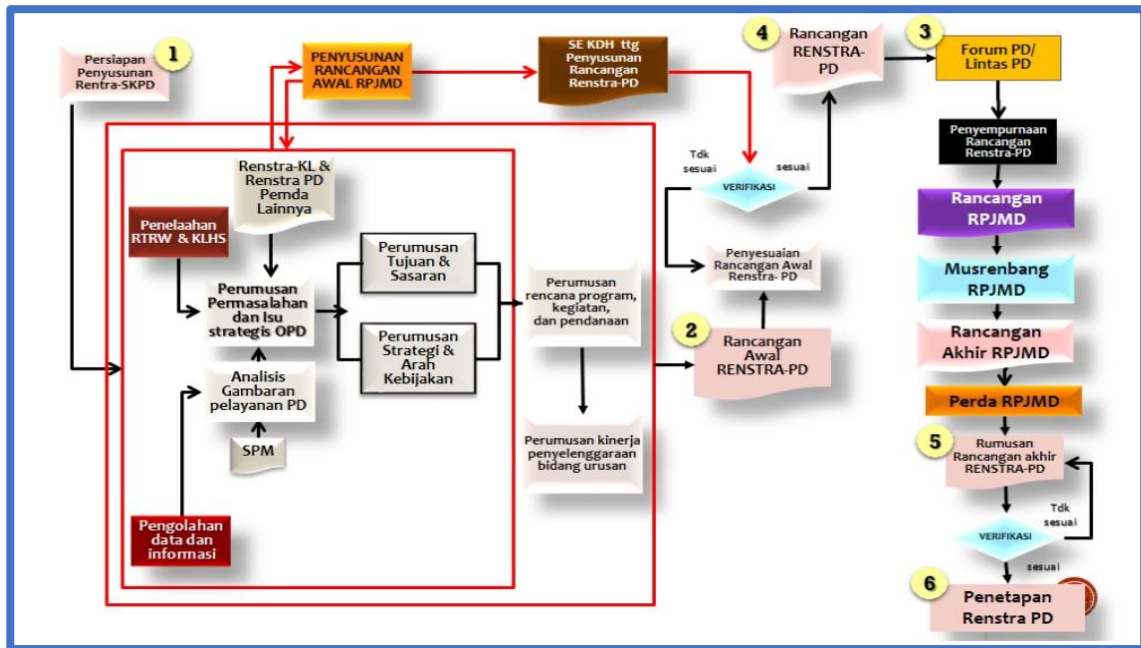 1
Persiapan
Penyusunan
Rentra-SKPD
PENYUSUNAN
RANCANGAN
AWAL RPJMD
SE KDH ttg
Penyusunan
Rancangan
Renstra-PD
4
Rancangan
RENSTRA-
PD
3
Forum PD/
Lintas PD
Penyempurnaan
Rancangan
Renstra-PD
Tdk
sesuai
sesuai
VERIFIKASI
Renstra-KL &
Renstra PD
Pemda
Lainnya
Penelaahan
RTRW & KLHS
Perumusan
Permasalahan
dan Isu
strategis OPD
Perumusan
Tujuan &
Sasaran
Perumusan
Strategi &
Arah
Kebijakan
Analisis
Gambaran
pelayanan PD
SPM
Pengolahan
data dan
informasi
Perumusan
rencana program,
kegiatan,
dan pendanaan
Perumusan kinerja
penyelenggaraan
bidang urusan
Penyesuaian
Rancangan Awal
Renstra- PD
2
Rancangan
Awal
RENSTRA-PD
Rancangan
RPJMD
Musrenbang
RPJMD
Rancangan
Akhir RPJMD
Perda RPJMD
5
Rumusan
Rancangan akhir
RENSTRA-PD
Tdk
sesuai
VERIFIKASI
sesuai
6
Penetapan
Renstra PD